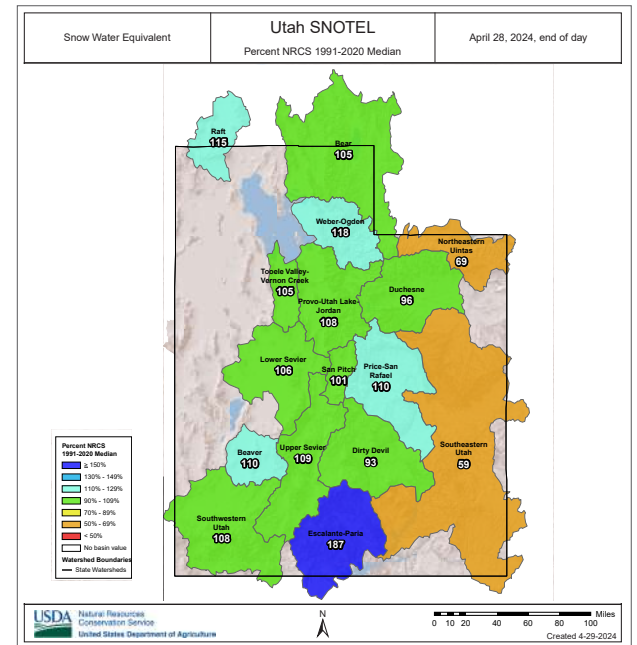 Snow Water Equivalent
Utah SNOTEL
Percent NRCS 1991-2020 Median
April 28, 2024, end of day
Raft
115
Bear
105
Weber-Ogden
118
Northeastern
Uintas
69
Tooele Valley-
Vernon Creek
105
Duchesne
96
Provo-Utah Lake-
Jordan
108
Lower Sevier
106
San Pitch
101
Price-San
Rafael
110
Beaver
110
Upper Sevier
109
Dirty Devil
93
Southeastern
Utah
59
Southwestern
Utah
108
Escalante-Paria
187
Percent NRCS
1991-2020 Median
≥ 150%
130% - 149%
110% - 129%
90% - 109%
70% - 89%
50% - 69%
< 50%
No basin value
Watershed Boundaries
State Watersheds
USDA
Natural Resources
Conservation Service
United States Department of Agriculture
N
Miles
0 10 20 40 60 80 100
Created 4-29-2024